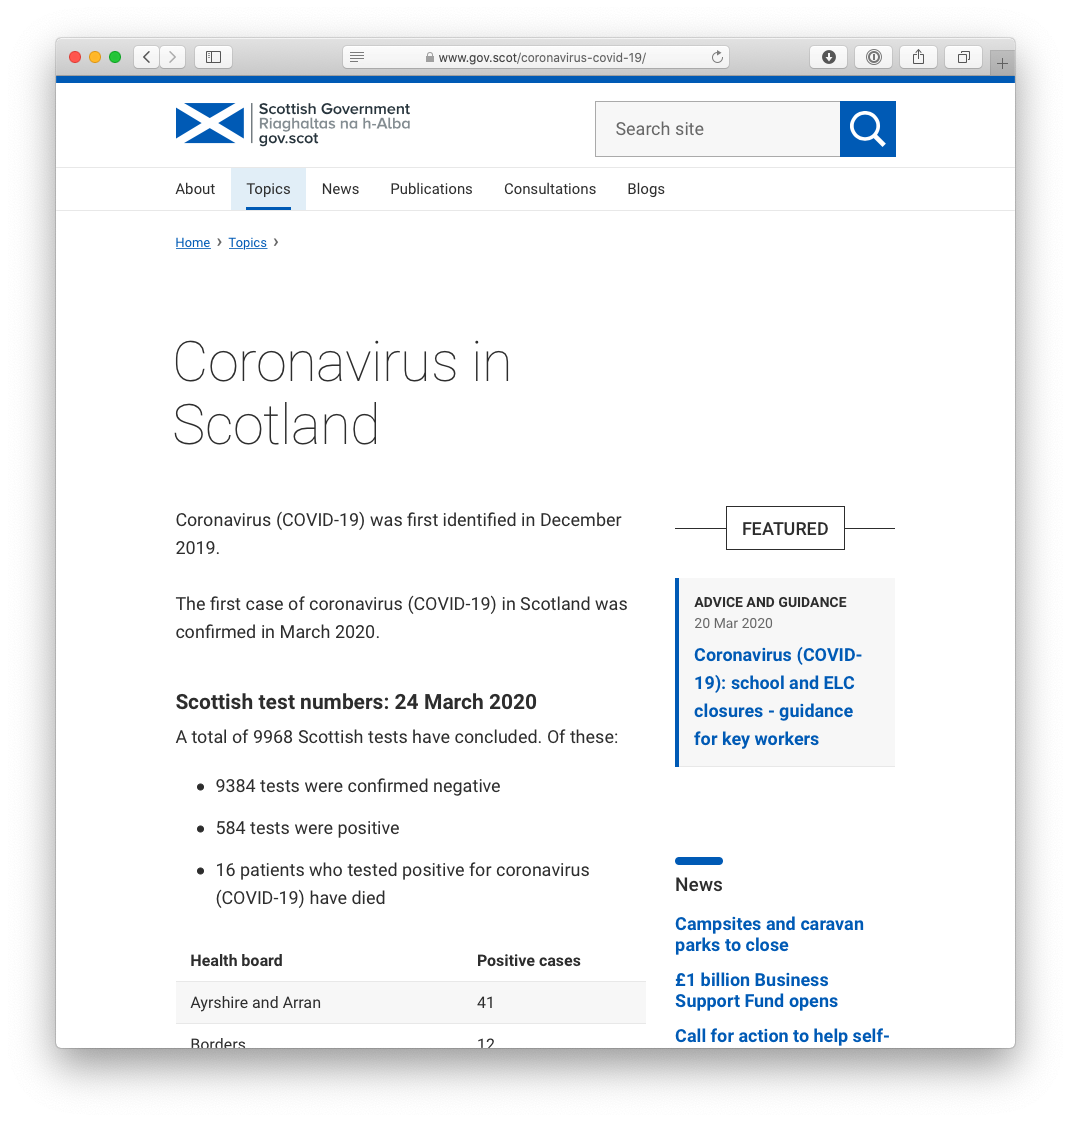 www.gov.scot/coronavirus-covid-19/
Scottish Government
Riaghaltas na h-Alba
gov.scot
Search site
About Topics News Publications Consultations Blogs
Home › Topics ›
Coronavirus in
Scotland
Coronavirus (COVID-19) was first identified in December
2019.
The first case of coronavirus (COVID-19) in Scotland was
confirmed in March 2020.
Scottish test numbers: 24 March 2020
A total of 9968 Scottish tests have concluded. Of these:
• 9384 tests were confirmed negative
• 584 tests were positive
• 16 patients who tested positive for coronavirus
(COVID-19) have died
Health board Positive cases
Ayrshire and Arran 41
Borders 12
FEATURED
ADVICE AND GUIDANCE
20 Mar 2020
Coronavirus (COVID-
19): school and ELC
closures - guidance
for key workers
News
Campsites and caravan
parks to close
£1 billion Business
Support Fund opens
Call for action to help self-